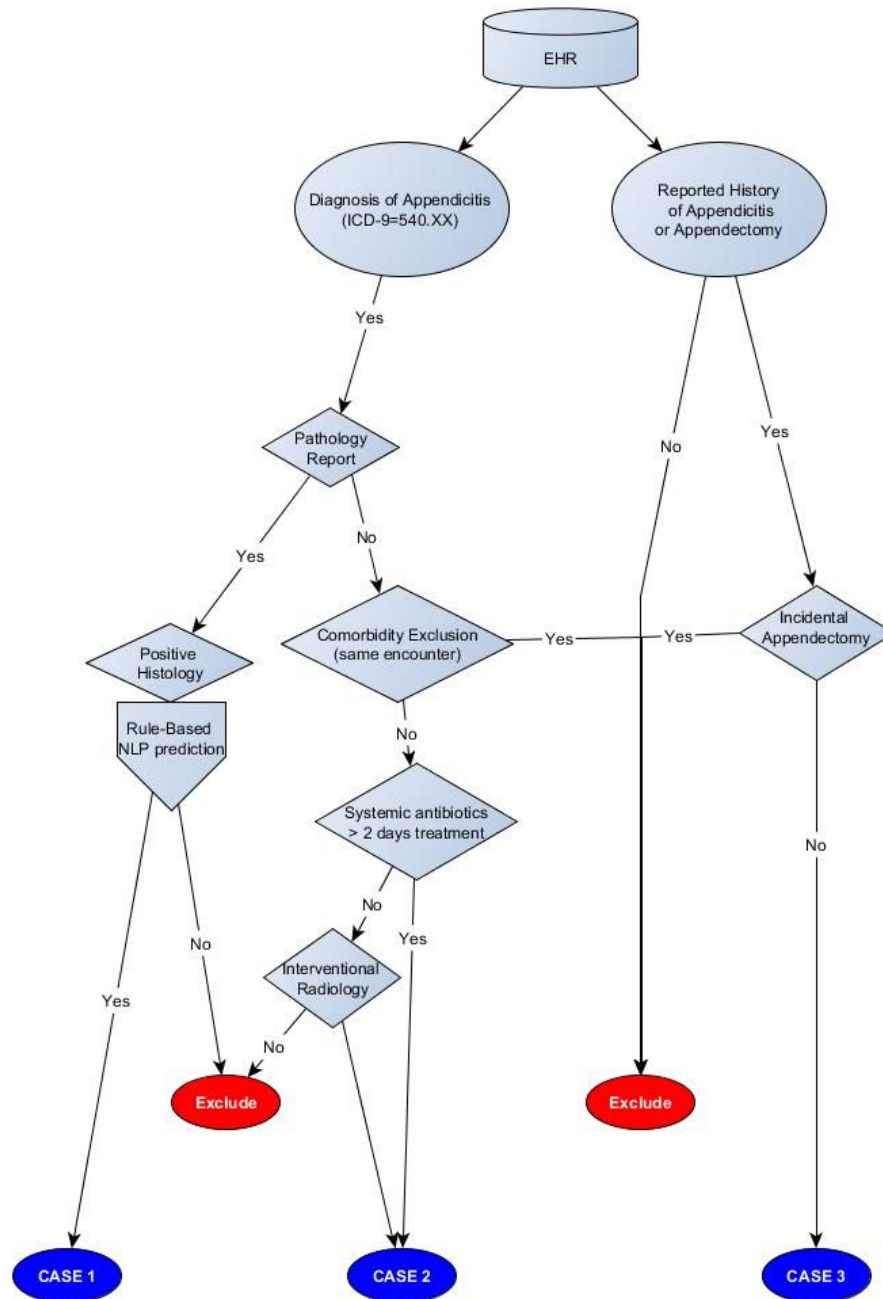 EHR
Diagnosis of Appendicitis
(ICD-9=540.XX)
Reported History
of Appendicitis
or Appendectomy
Yes
Pathology
Report
No
Yes
Yes
No
Positive
Histology
Comorbidity Exclusion
(same encounter)
Yes
Yes
Incidental
Appendectomy
Rule-Based
NLP prediction
No
Systemic antibiotics
> 2 days treatment
No
No
Yes
No
Interventional
Radiology
Yes
No
Exclude
Exclude
CASE 1
CASE 2
CASE 3